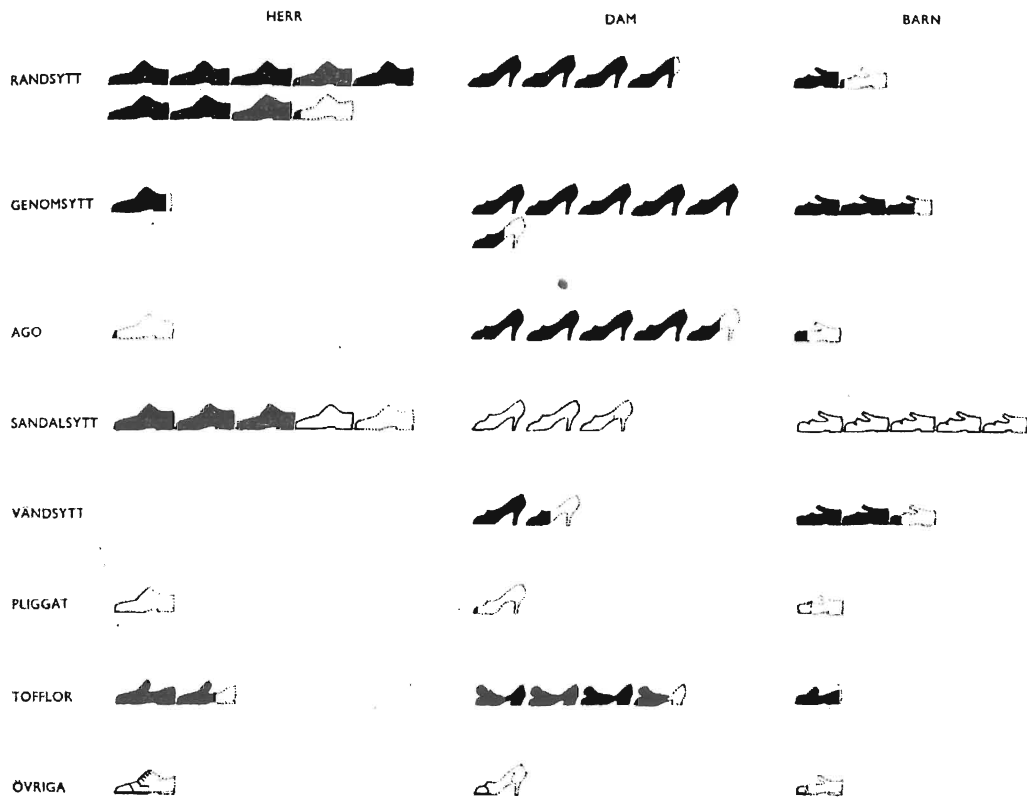 HERR DAM BARN
RANDSYTT
GENOMSYTT
AGO
SANDALSYTT
VÄNDSYTT
PLIGGAT
TOFFLOR
ÖVRIGA